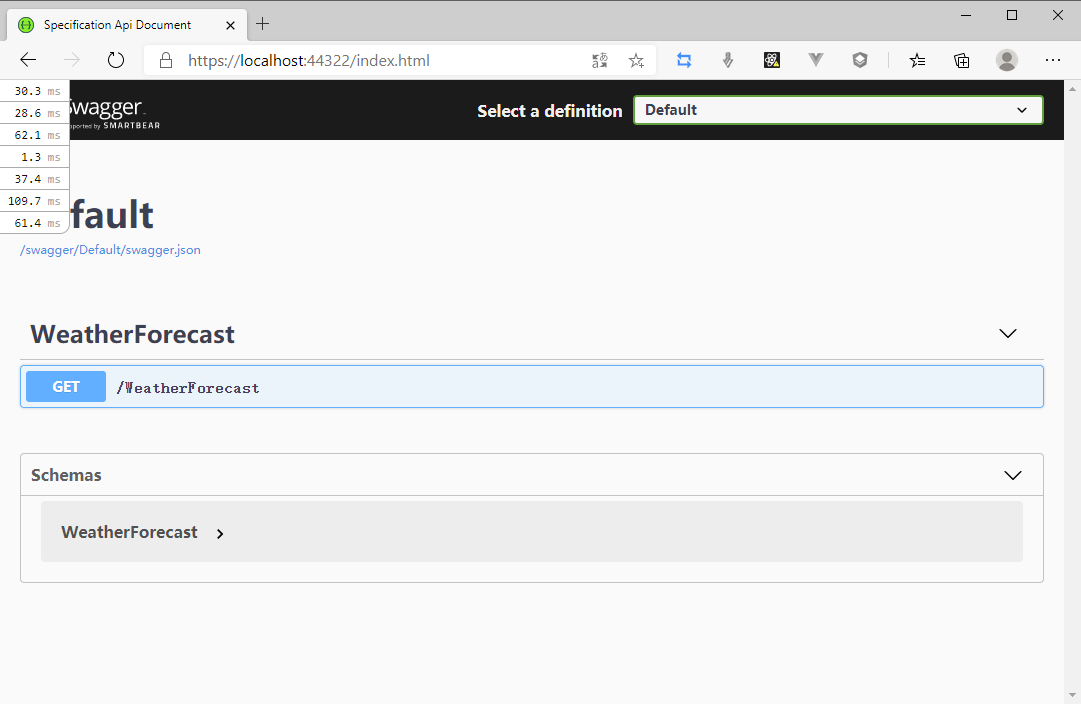 Specification Api Document
https://localhost:44322/index.html
30.3 ms
28.6 ms
62.1 ms
1.3 ms
37.4 ms
109.7 ms
61.4 ms
Swagger
supported by SMARTBEAR
Select a definition
Default
fault
/swagger/Default/swagger.json
WeatherForecast
GET /WeatherForecast
Schemas
WeatherForecast